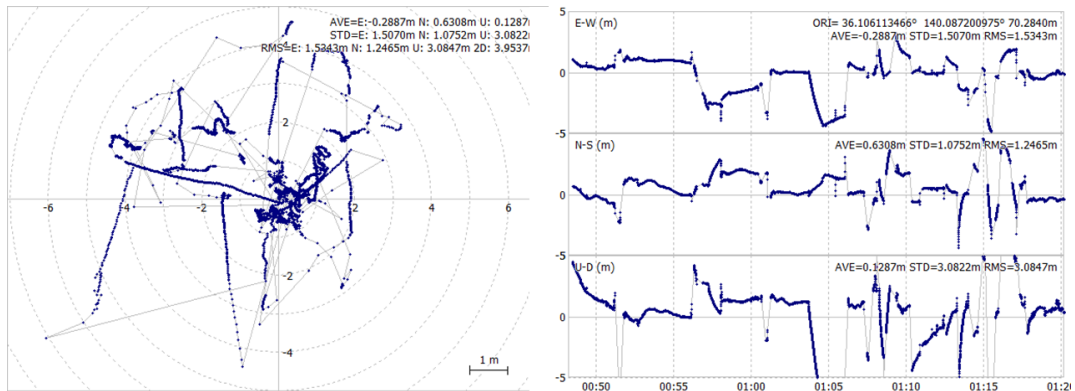 AVE=E:-0.2887m N: 0.6308m U: 0.1287m
STD=E: 1.5070m N: 1.0752m U: 3.0822
RMS=E: 1.5343m N: 1.2465m U: 3.0847m 2D: 3.9537
2
-6
-4
-2
2
4
6
-2
-4
1 m
E-W (m)
ORI= 36.106113466° 140.087200975° 70.2840m
AVE=-0.2887m STD=1.5070m RMS=1.5343m
0
-5
N-S (m)
AVE=0.6308m STD=1.0752m RMS=1.2465m
0
-5
U-D (m)
AVE=0.1287m STD=3.0822m RMS=3.0847m
0
-5
00:50
00:55
01:00
01:05
01:10
01:15
01:20